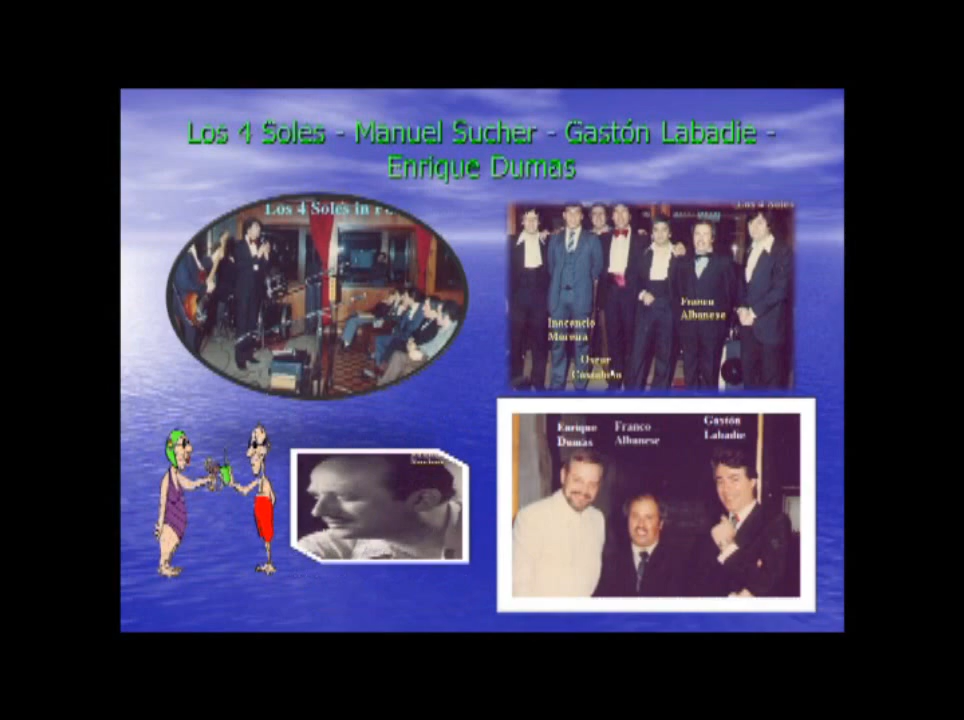 Los 4 Soles - Manuel Sucher - Gastón Labadie -
Enrique Dumas
Los 4 Soles in
Los 4 Soles
Franco
Albanese
Inocencio
Moreira
Oscar
Enrique
Dumas
Franco
Albanese
Gastón
Labadie